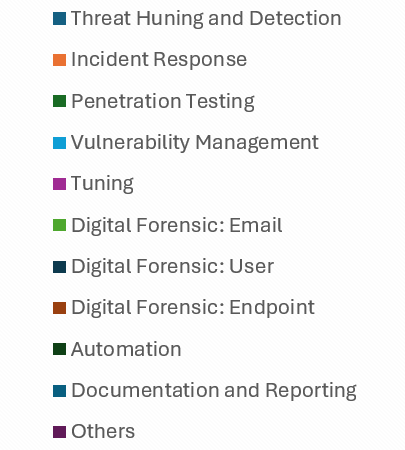 Threat Huning and Detection
Incident Response
Penetration Testing
Vulnerability Management
Tuning
Digital Forensic: Email
Digital Forensic: User
Digital Forensic: Endpoint
Automation
Documentation and Reporting
Others